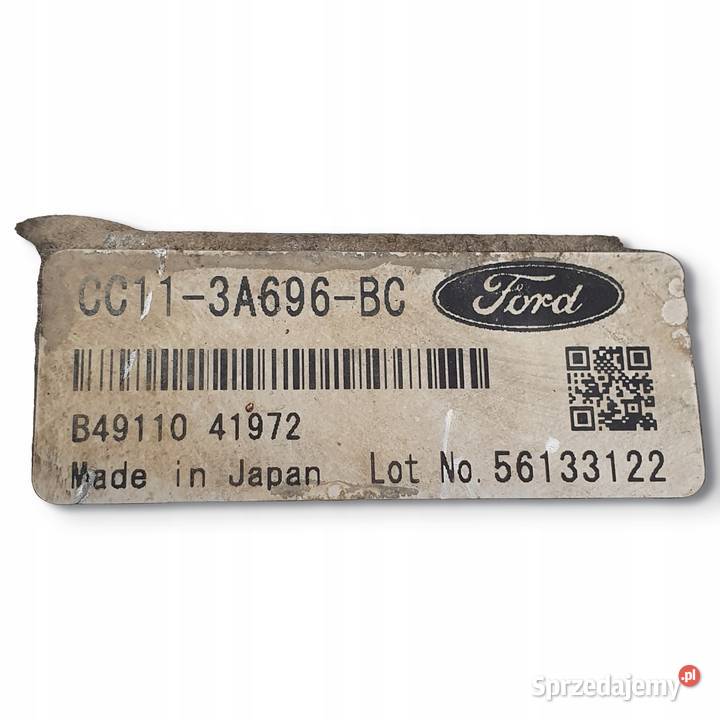 CC11-3A696-BC Ford
B49110 41972
Made in Japan Lot No. 56133122
Sprzedajemy.pl